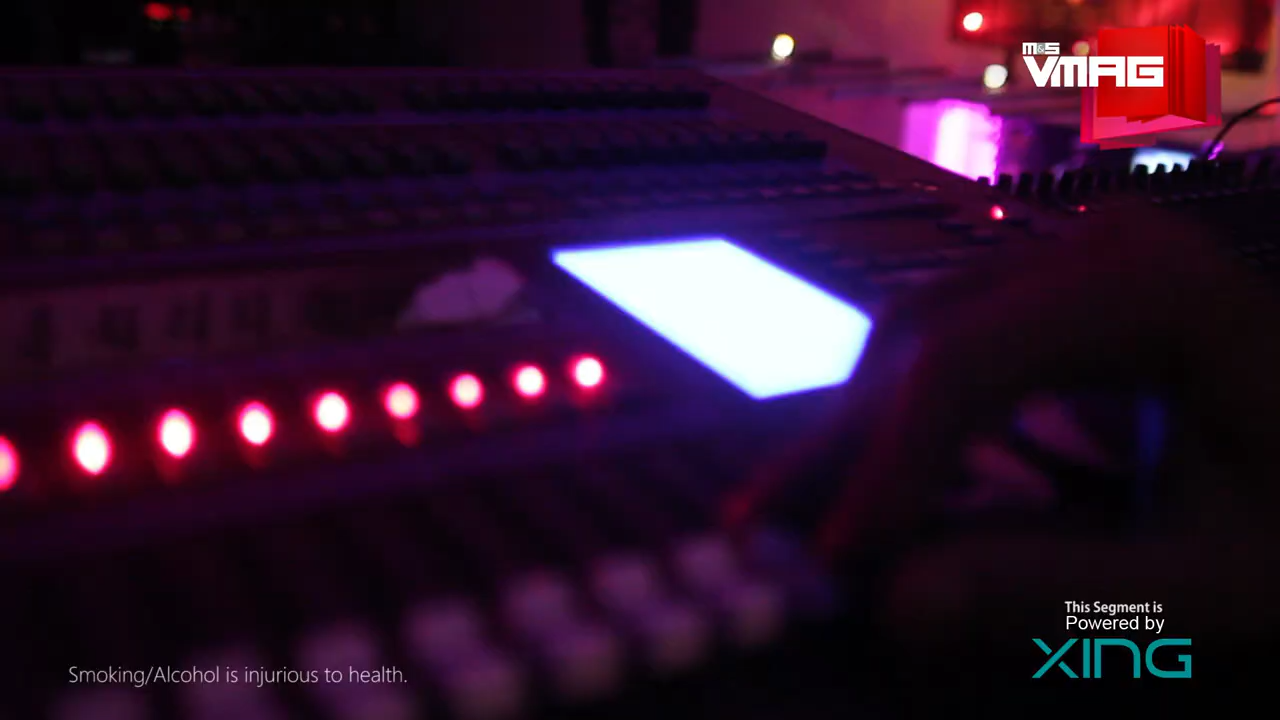 M&S
VMAG
This Segment is
Powered by
XING
Smoking/Alcohol is injurious to health.